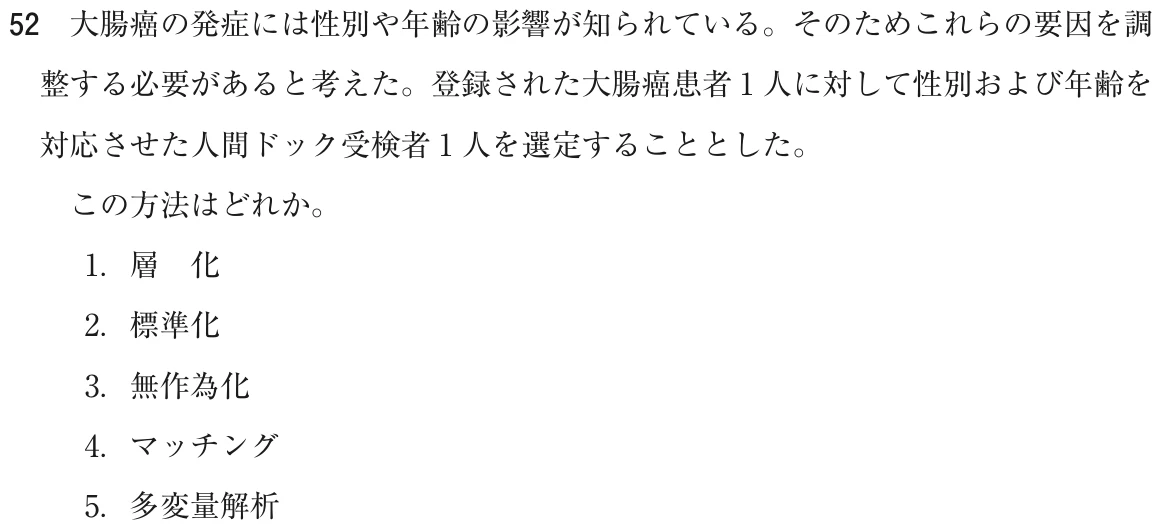 52 大腸癌の発症には性別や年齢の影響が知られている。そのためこれらの要因を調
整する必要があると考えた。登録された大腸癌患者1人に対して性別および年齢を
対応させた人間ドック受検者1人を選定することとした。
この方法はどれか。
1. 層 化
2. 標準化
3. 無作為化
4. マッチング
5. 多変量解析